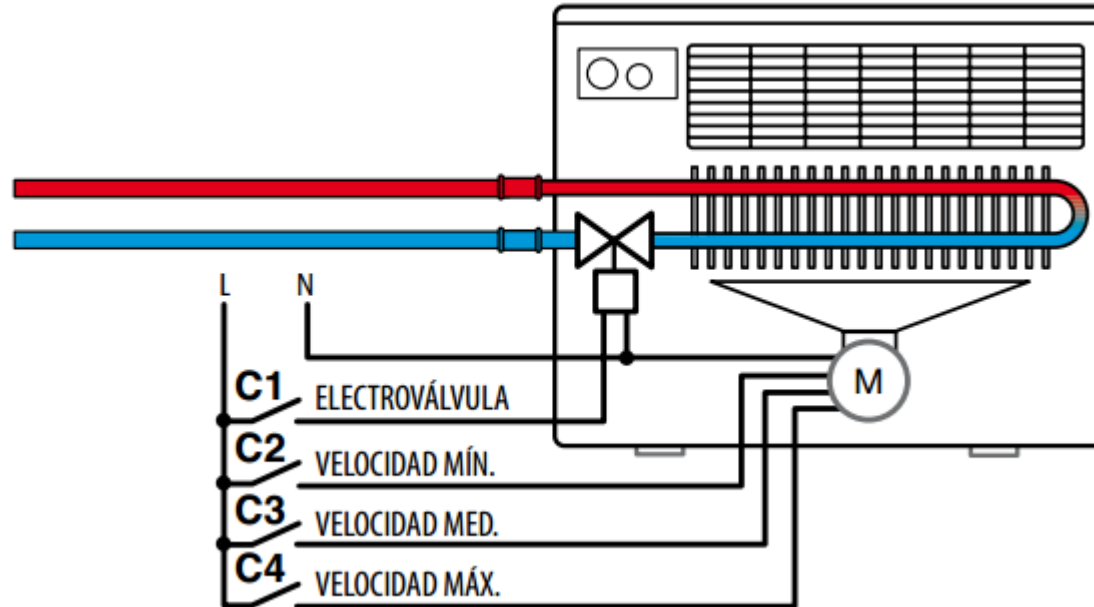 L N
C1 ELECTROVÁLVULA
C2 VELOCIDAD MÍN.
C3 VELOCIDAD MED.
C4 VELOCIDAD MÁX.
M